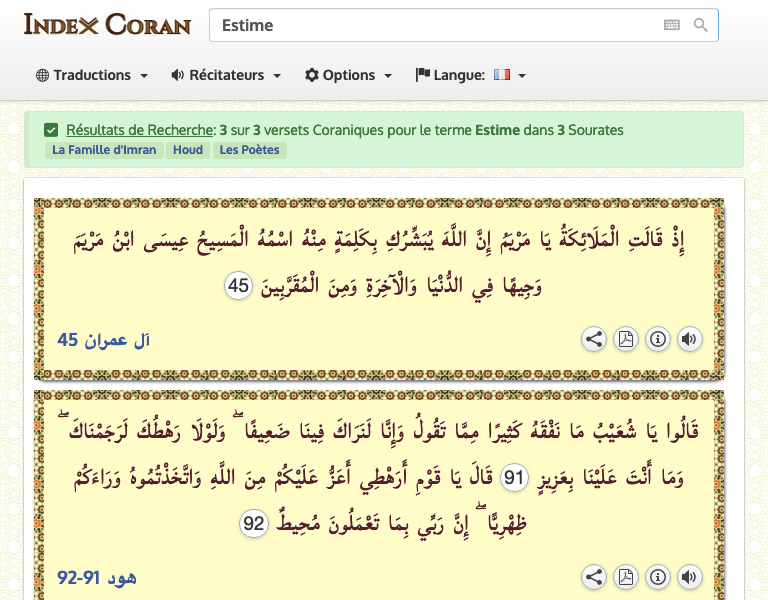 INDEX CORAN
Estime
Traductions Récitateurs Options Langue:
Résultats de Recherche: 3 sur 3 versets Coraniques pour le terme Estime dans 3 Sourates
La Famille d'Imran Houd Les Poètes
إِذْ قَالَتِ الْمَلَائِكَةُ يَا مَرْيَمُ إِنَّ اللَّهَ يُبَشِّرُكِ بِكَلِمَةٍ مِنْهُ اسْمُهُ الْمَسِيحُ عِيسَى ابْنُ مَرْيَمَ
وَجِيهًا فِي الدُّنْيَا وَالْآخِرَةِ وَمِنَ الْمُقَرَّبِينَ 45
آل عمران 45
قَالُوا يَا شُعَيْبُ مَا نَفْقَهُ كَثِيرًا مِمَّا تَقُولُ وَإِنَّا لَنَرَاكَ فِينَا ضَعِيفًا ۖ وَلَوْلَا رَهْطُكَ لَرَجَمْنَاكَ ۖ
وَمَا أَنْتَ عَلَيْنَا بِعَزِيزٍ 91 قَالَ يَا قَوْمِ أَرَهْطِي أَعَزُّ عَلَيْكُمْ مِنَ اللَّهِ وَاتَّخَذْتُمُوهُ وَرَاءَكُمْ
ظِهْرِيًّا ۖ إِنَّ رَبِّي بِمَا تَعْمَلُونَ مُحِيطٌ 92
هود 91-92